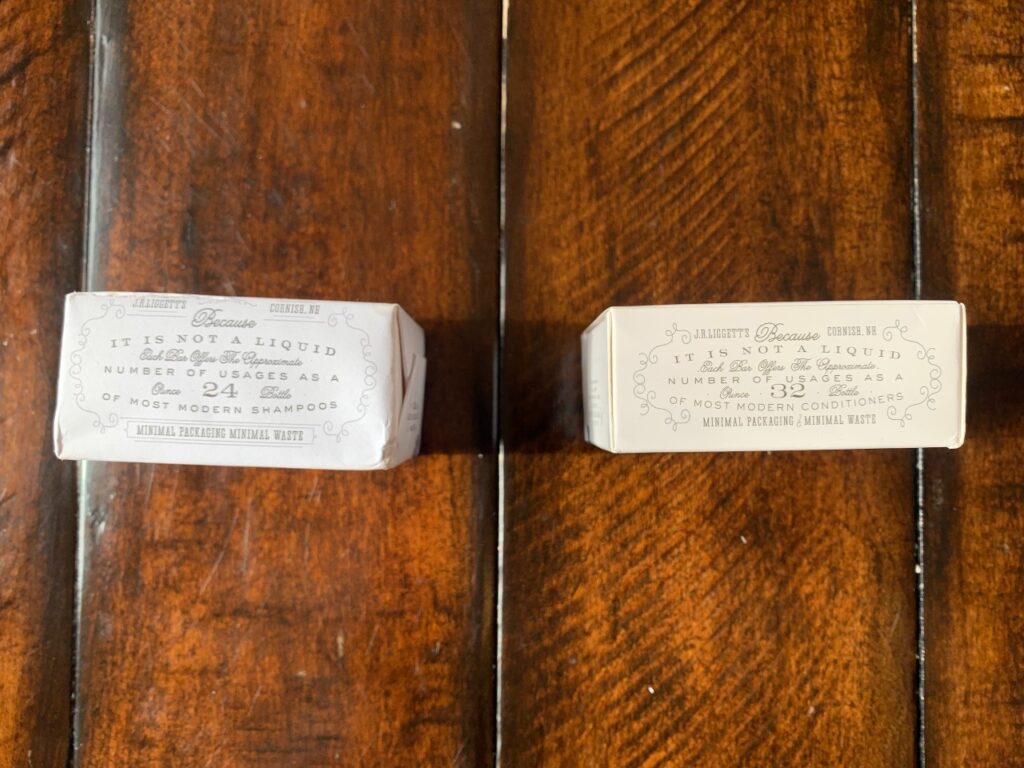 J.R.LIGGETT'S Because CORNISH, NH
IT IS NOT A LIQUID
Each Bar Offers The Approximate
NUMBER OF USAGES AS A
Ounce 24 Bottle
OF MOST MODERN SHAMPOOS
MINIMAL PACKAGING MINIMAL WASTE
J.R.LIGGETT'S Because CORNISH, NH
IT IS NOT A LIQUID
Each Bar Offers The Approximate
NUMBER OF USAGES AS A
Ounce 32 Bottle
OF MOST MODERN CONDITIONERS
MINIMAL PACKAGING & MINIMAL WASTE